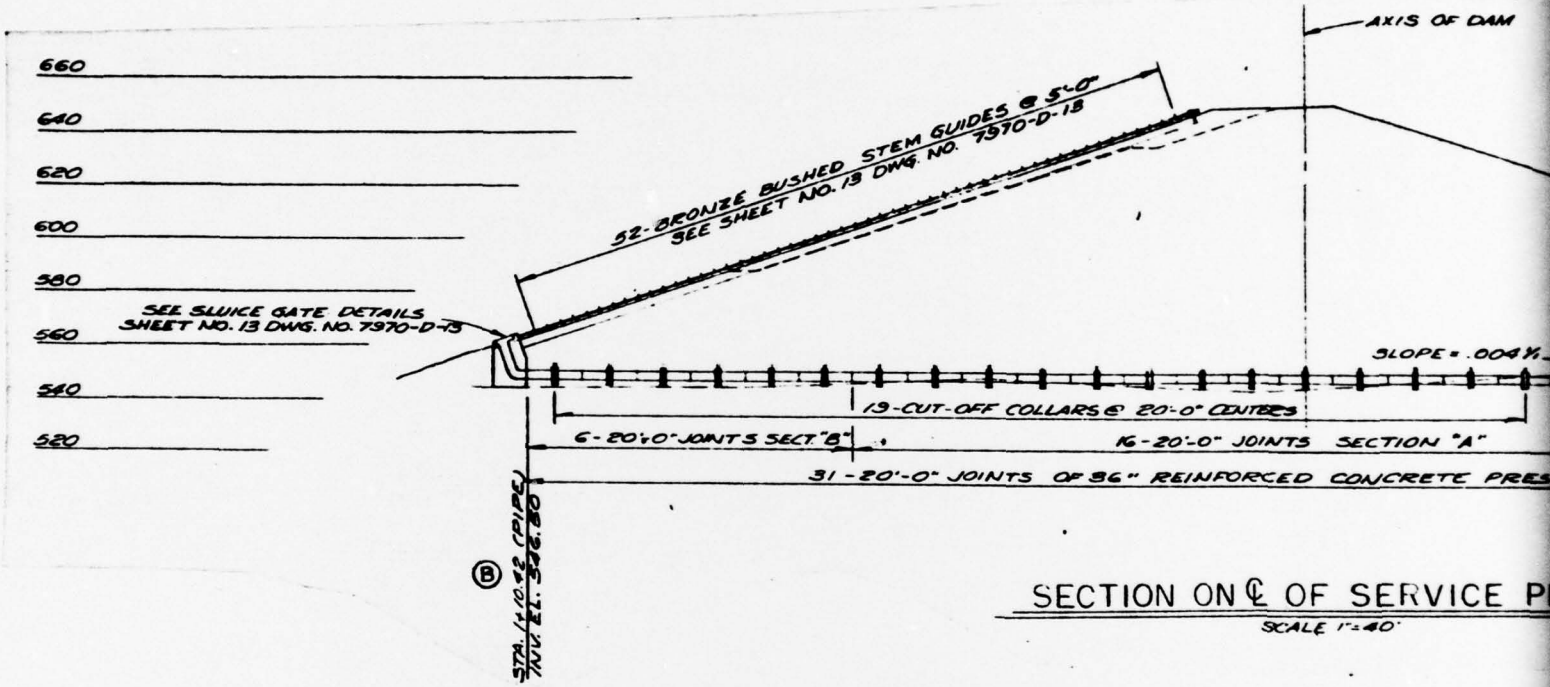 AXIS OF DAM
660
640
620
600
580
560
540
520
52-BRONZE BUSHED STEM GUIDES @ 5'-0"
SEE SHEET NO. 13 DWG. NO. 7970-D-13
SEE SLUICE GATE DETAILS
SHEET NO. 13 DWG. NO. 7970-D-13
SLOPE = .004%
19-CUT-OFF COLLARS @ 20'-0" CENTERS
6-20'-0" JOINTS SECT. "B"
16-20'-0" JOINTS SECTION "A"
31-20'-0" JOINTS OF 36" REINFORCED CONCRETE PRES
B
STA. 1+10.42 (PIPE)
INV. EL.
SECTION ON ℄ OF SERVICE
SCALE 1"=40'